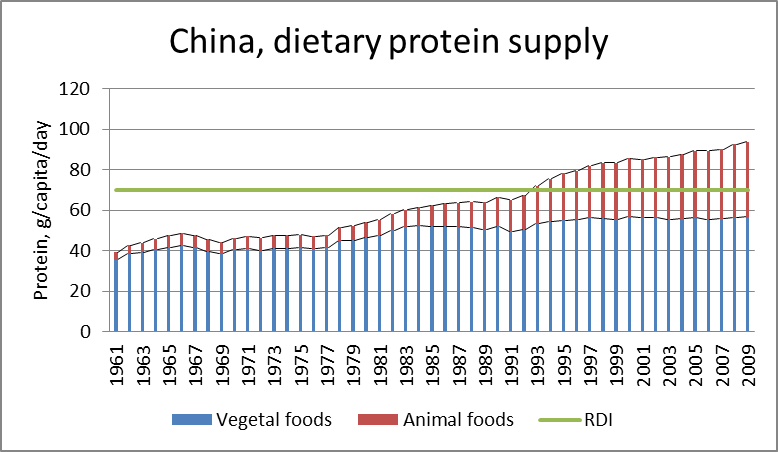 China, dietary protein supply
Protein, g/capita/day
120
100
80
60
40
20
0
1961 1963 1965 1967 1969 1971 1973 1975 1977 1979 1981 1983 1985 1987 1989 1991 1993 1995 1997 1999 2001 2003 2005 2007 2009
Vegetal foods Animal foods RDI